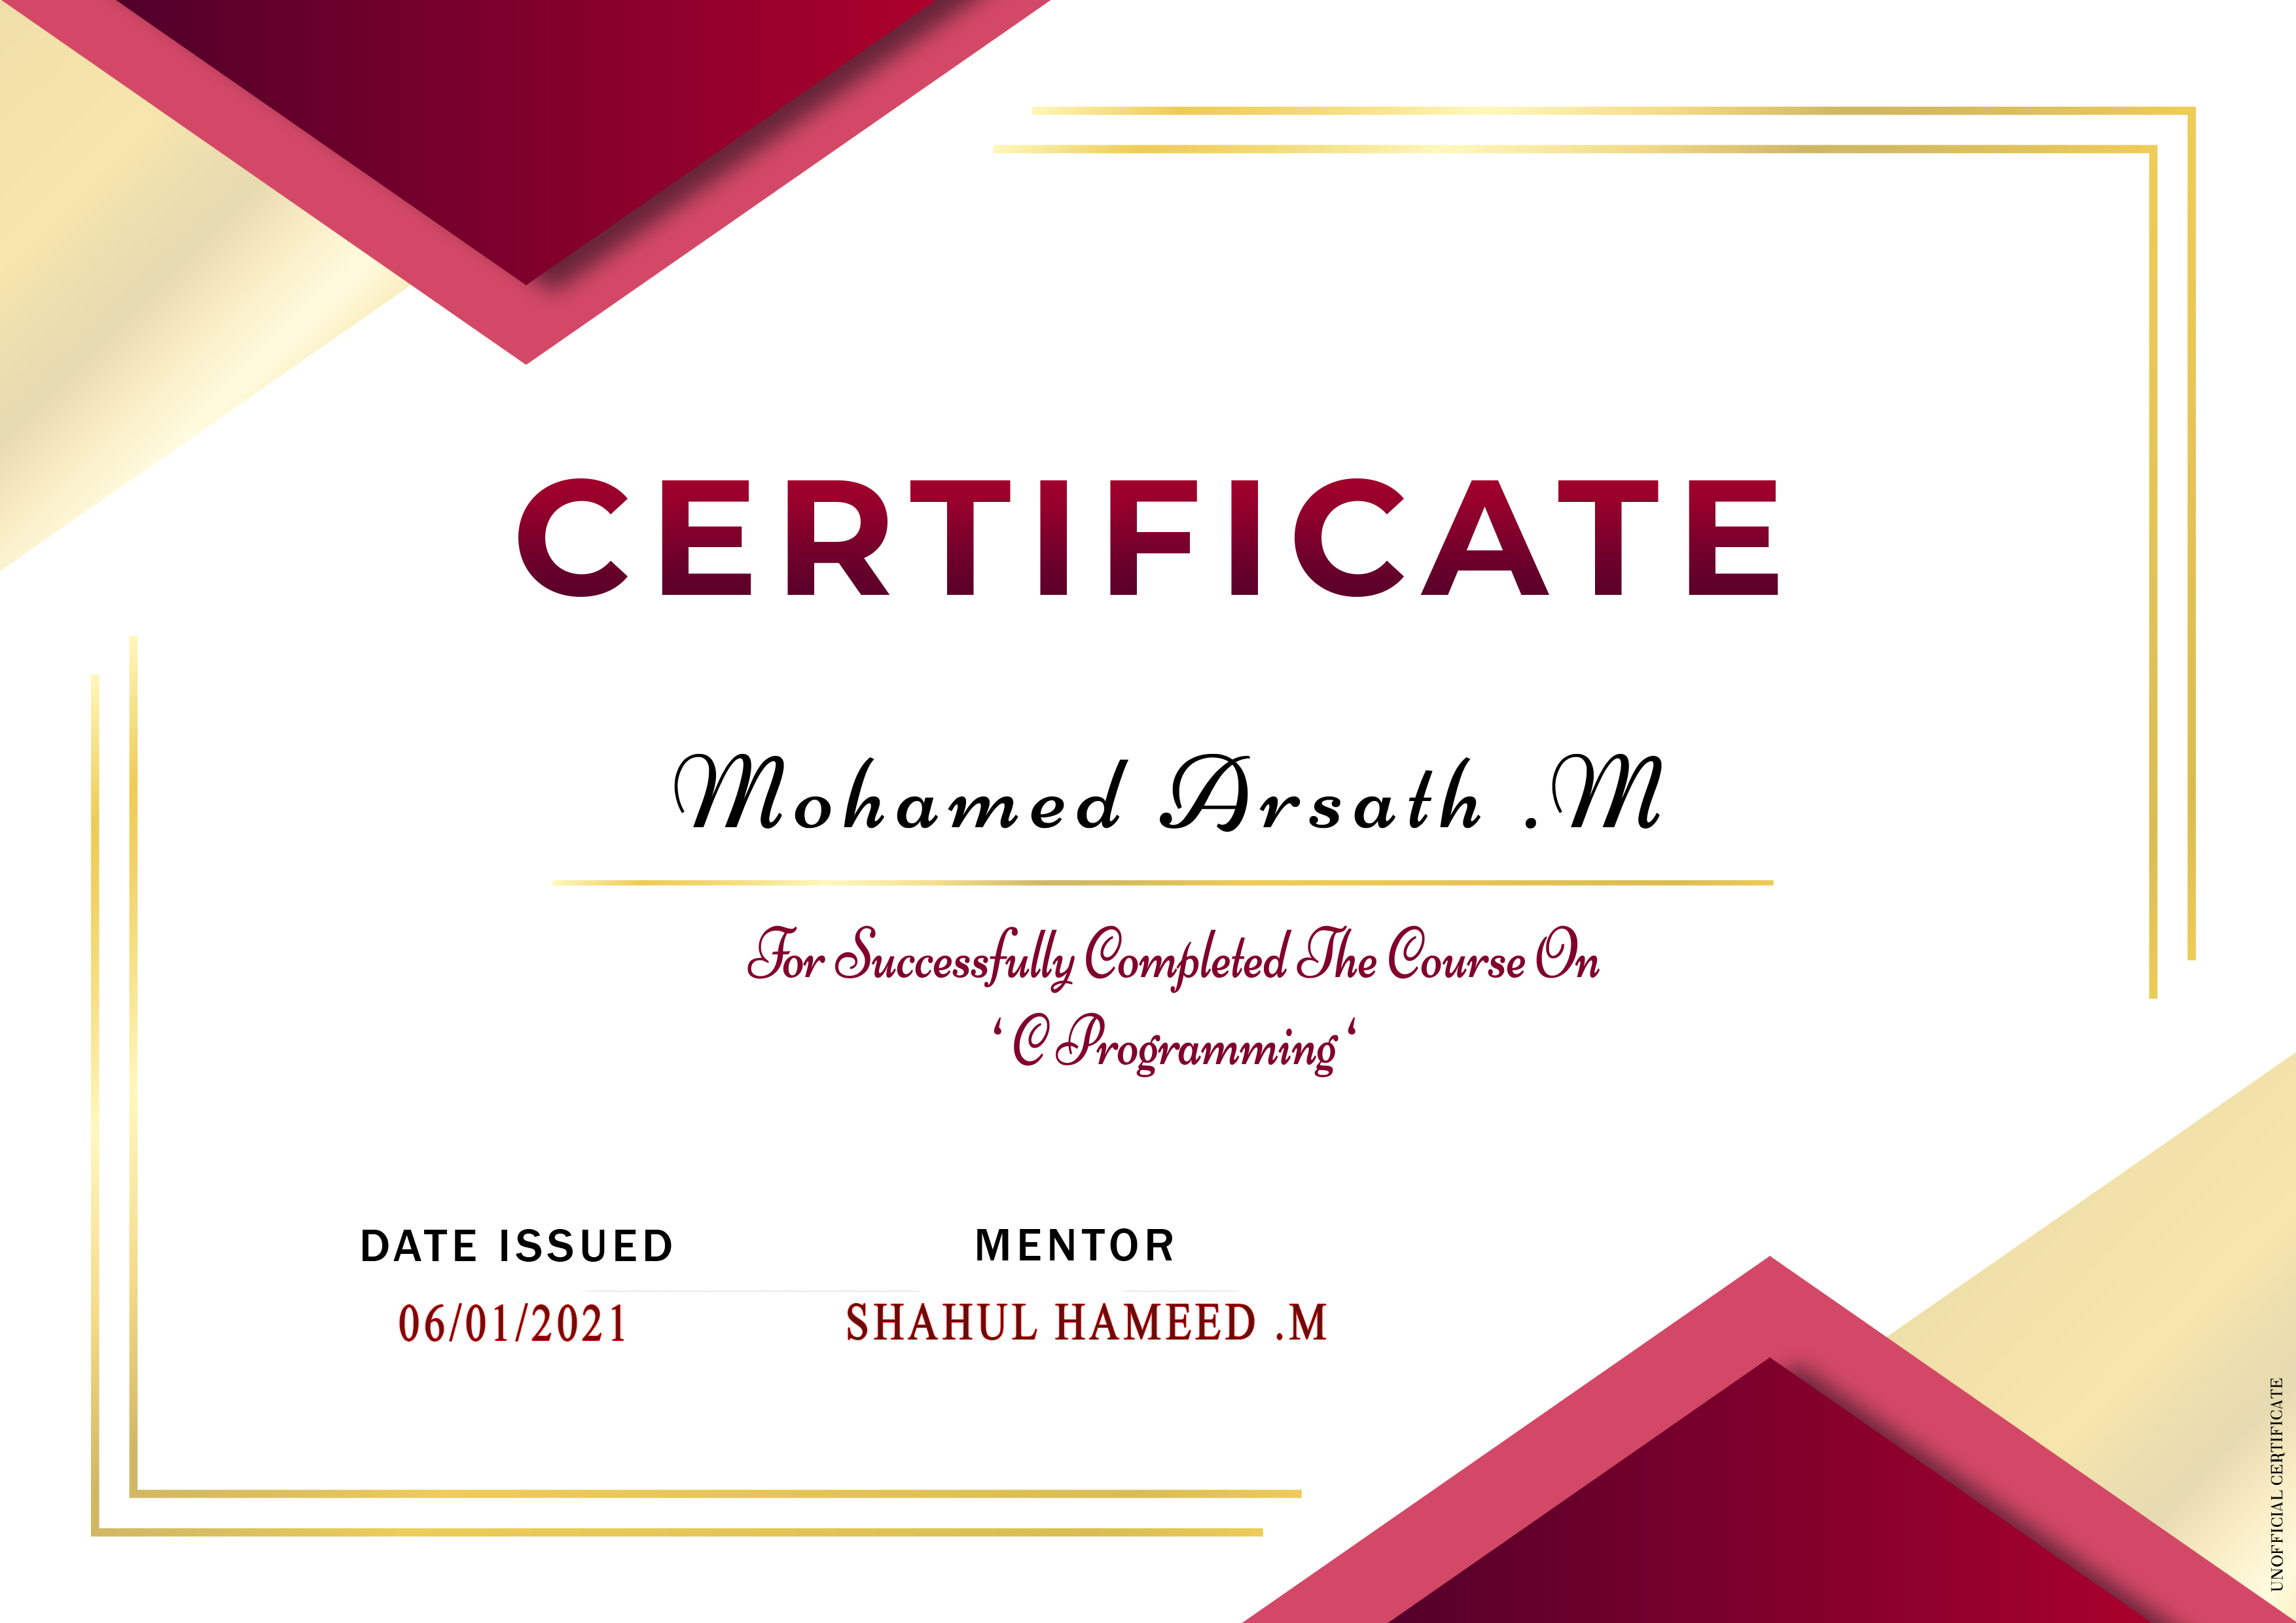 CERTIFICATE
Mohamed Arsath .M
For Successfully Completed The Course On
‘ C Programming ‘
DATE ISSUED
06/01/2021
MENTOR
SHAHUL HAMEED .M
UNOFFICIAL CERTIFICATE